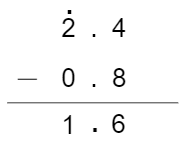 2̇ . 4
− 0 . 8
1 . 6